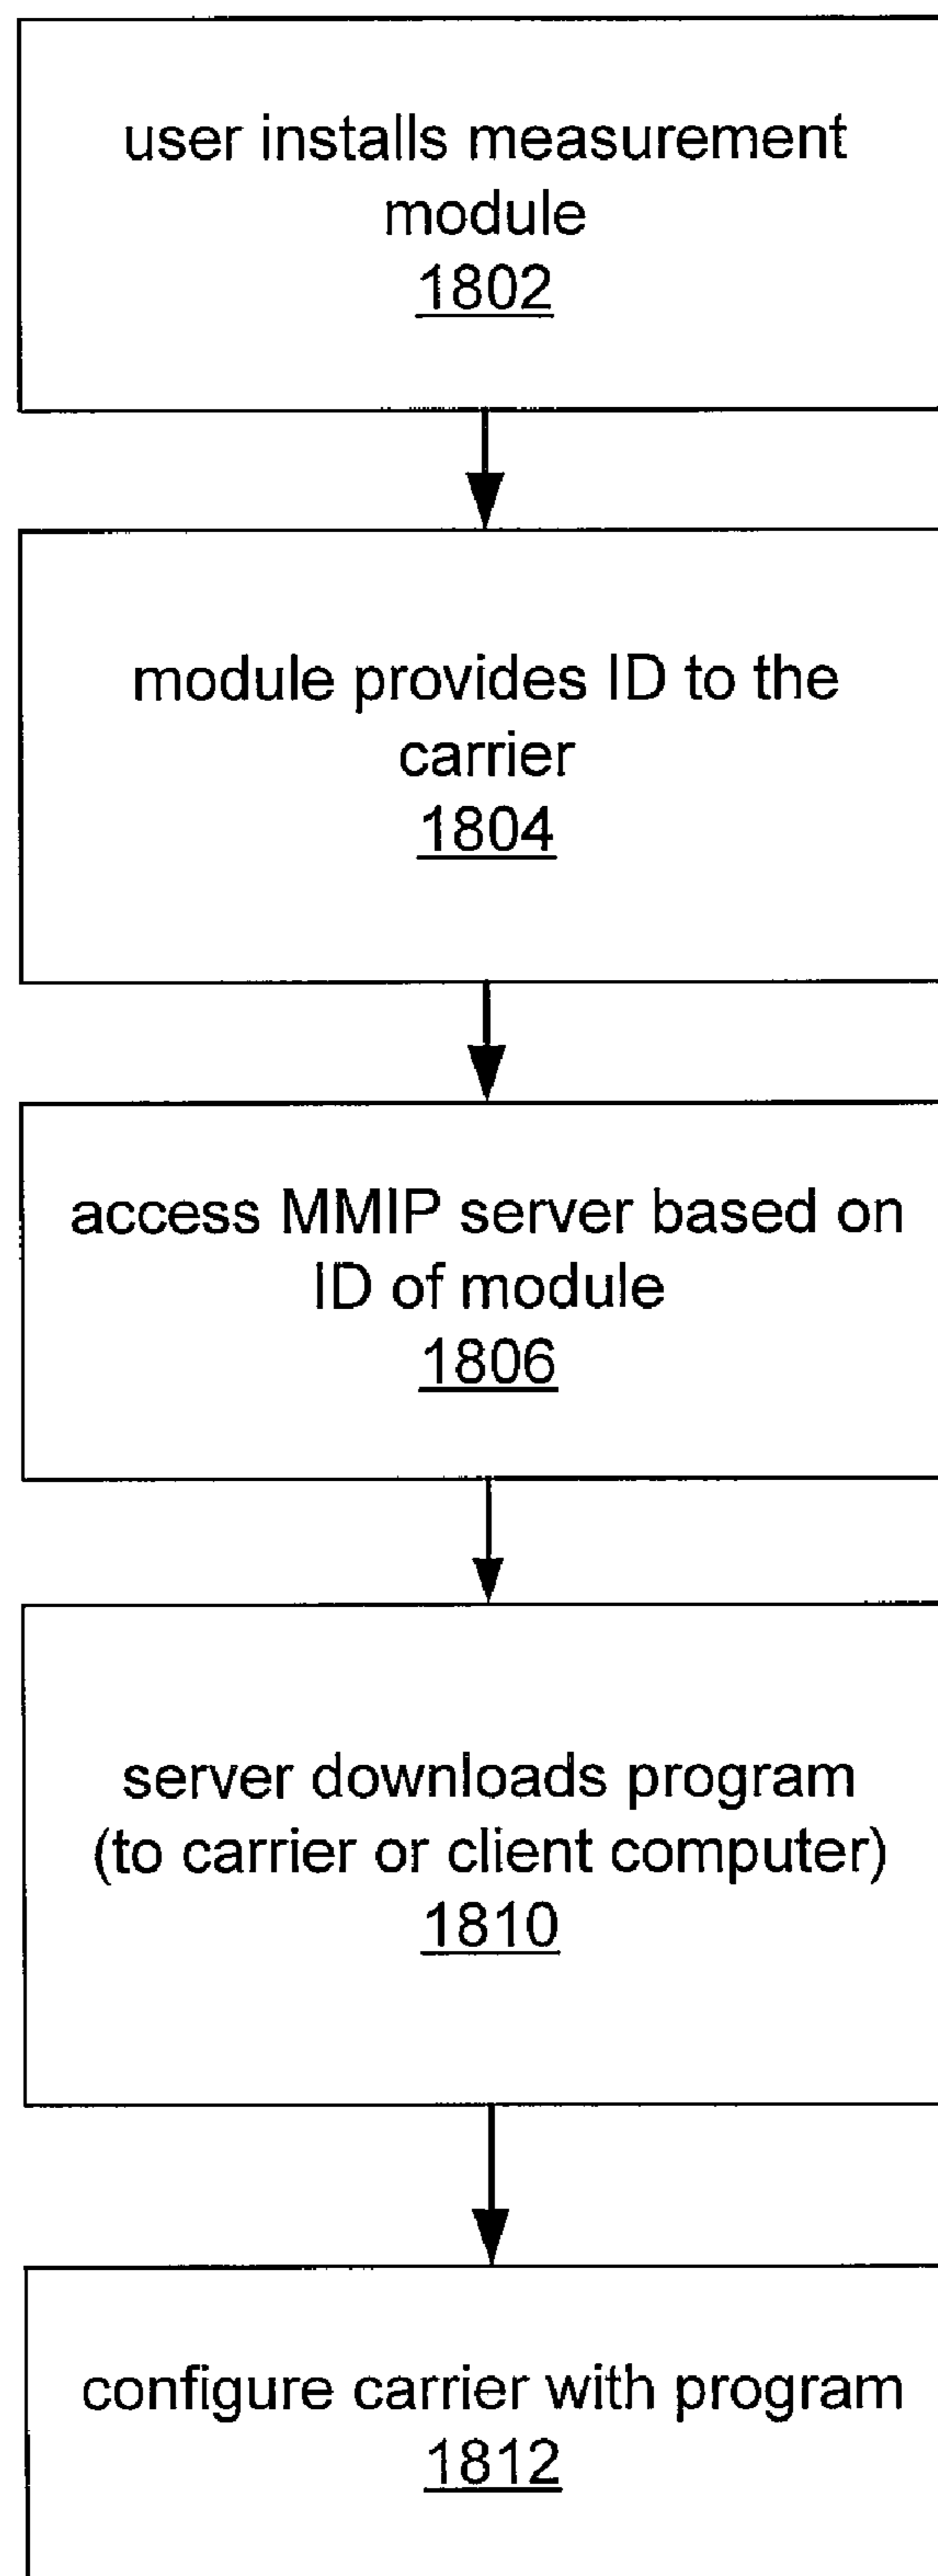 user installs measurement
module
1802
module provides ID to the
carrier
1804
access MMIP server based on
ID of module
1806
server downloads program
(to carrier or client computer)
1810
configure carrier with program
1812